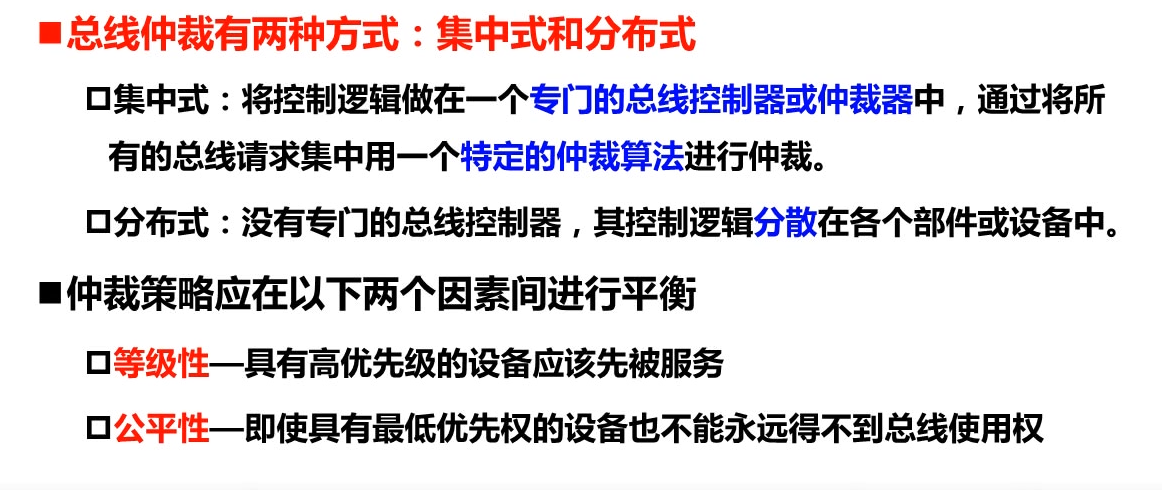 ■总线仲裁有两种方式：集中式和分布式
□集中式：将控制逻辑做在一个专门的总线控制器或仲裁器中，通过将所
有的总线请求集中用一个特定的仲裁算法进行仲裁。
□分布式：没有专门的总线控制器，其控制逻辑分散在各个部件或设备中。
■仲裁策略应在以下两个因素间进行平衡
□等级性—具有高优先级的设备应该先被服务
□公平性—即使具有最低优先权的设备也不能永远得不到总线使用权